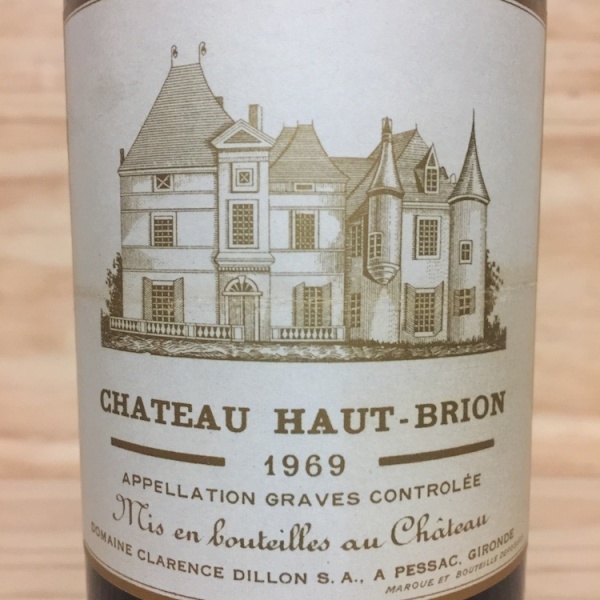 CHATEAU HAUT-BRION
1969
APPELLATION GRAVES CONTROLÉE
Mis en bouteilles au Château
DOMAINE CLARENCE DILLON S.A., A PESSAC, GIRONDE
MARQUE ET BOUTEILLE